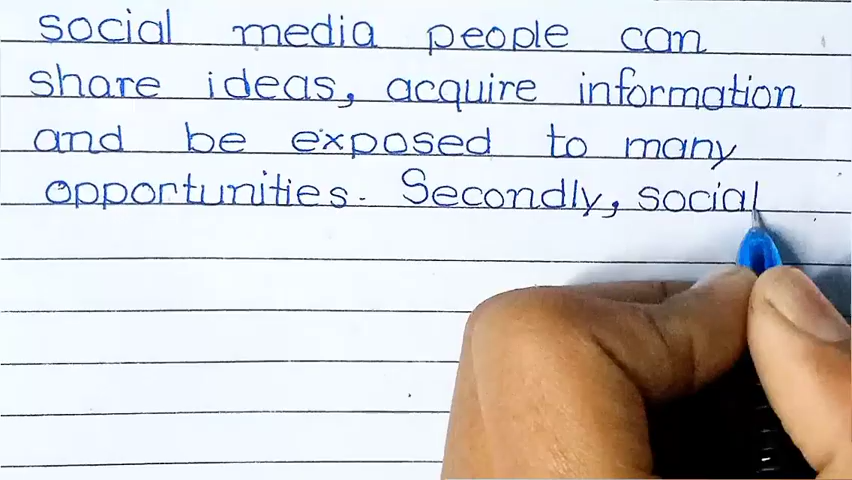 social media people can
share ideas, acquire information
and be exposed to many
opportunities. Secondly, social